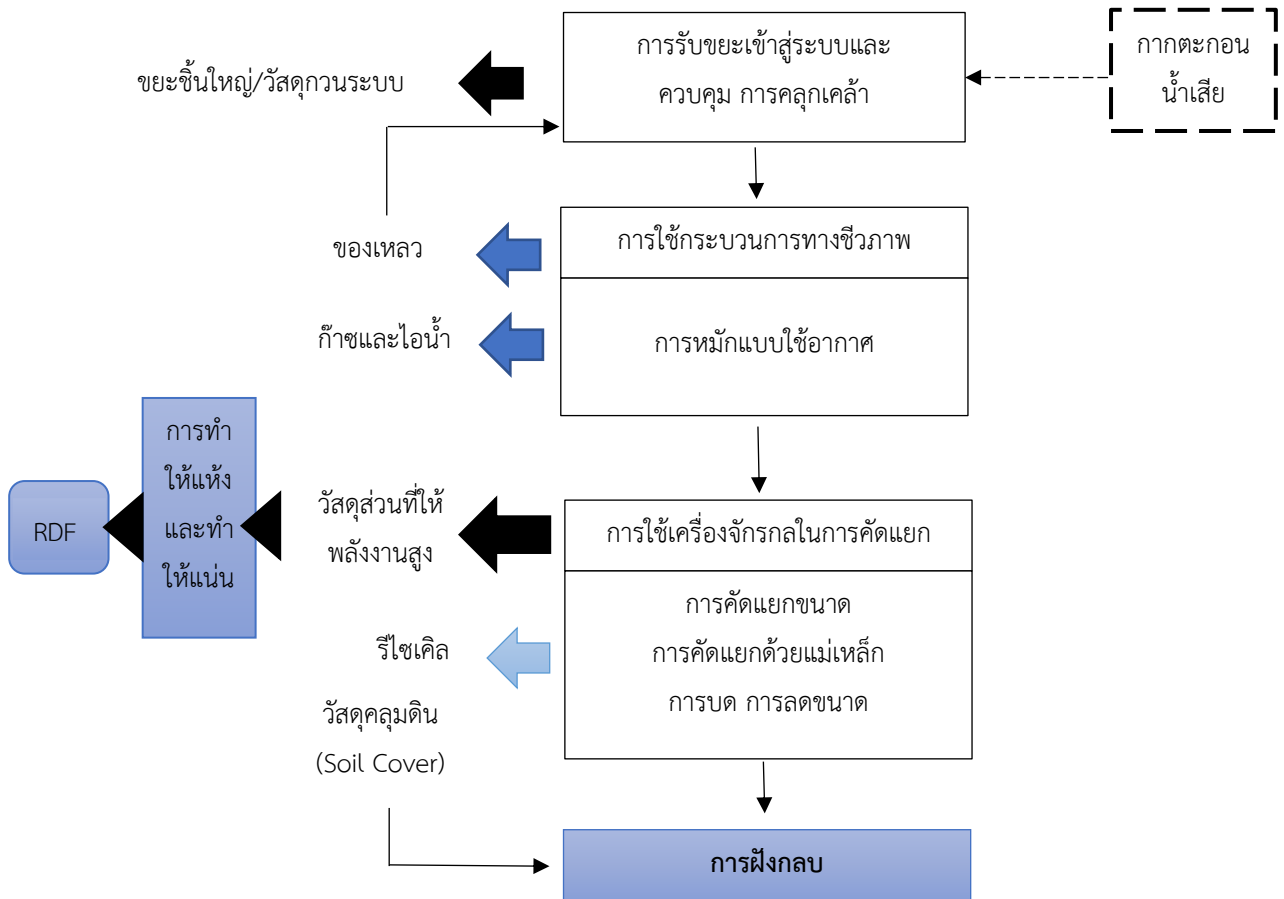 การรับขยะเข้าสู่ระบบและ
ควบคุม การคลุกเคล้า
กากตะกอน
น้ำเสีย
ขยะชิ้นใหญ่/วัสดุกวนระบบ
การใช้กระบวนการทางชีวภาพ
ของเหลว
ก๊าซและไอน้ำ
การหมักแบบใช้อากาศ
การทำ
ให้แห้ง
และทำ
ให้แน่น
RDF
วัสดุส่วนที่ให้
พลังงานสูง
การใช้เครื่องจักรกลในการคัดแยก
การคัดแยกขนาด
การคัดแยกด้วยแม่เหล็ก
การบด การลดขนาด
รีไซเคิล
วัสดุคลุมดิน
(Soil Cover)
การฝังกลบ